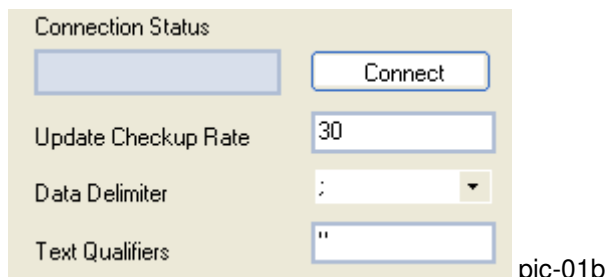 Connection Status
Connect
Update Checkup Rate 30
Data Delimiter ;
Text Qualifiers "
pic-01b